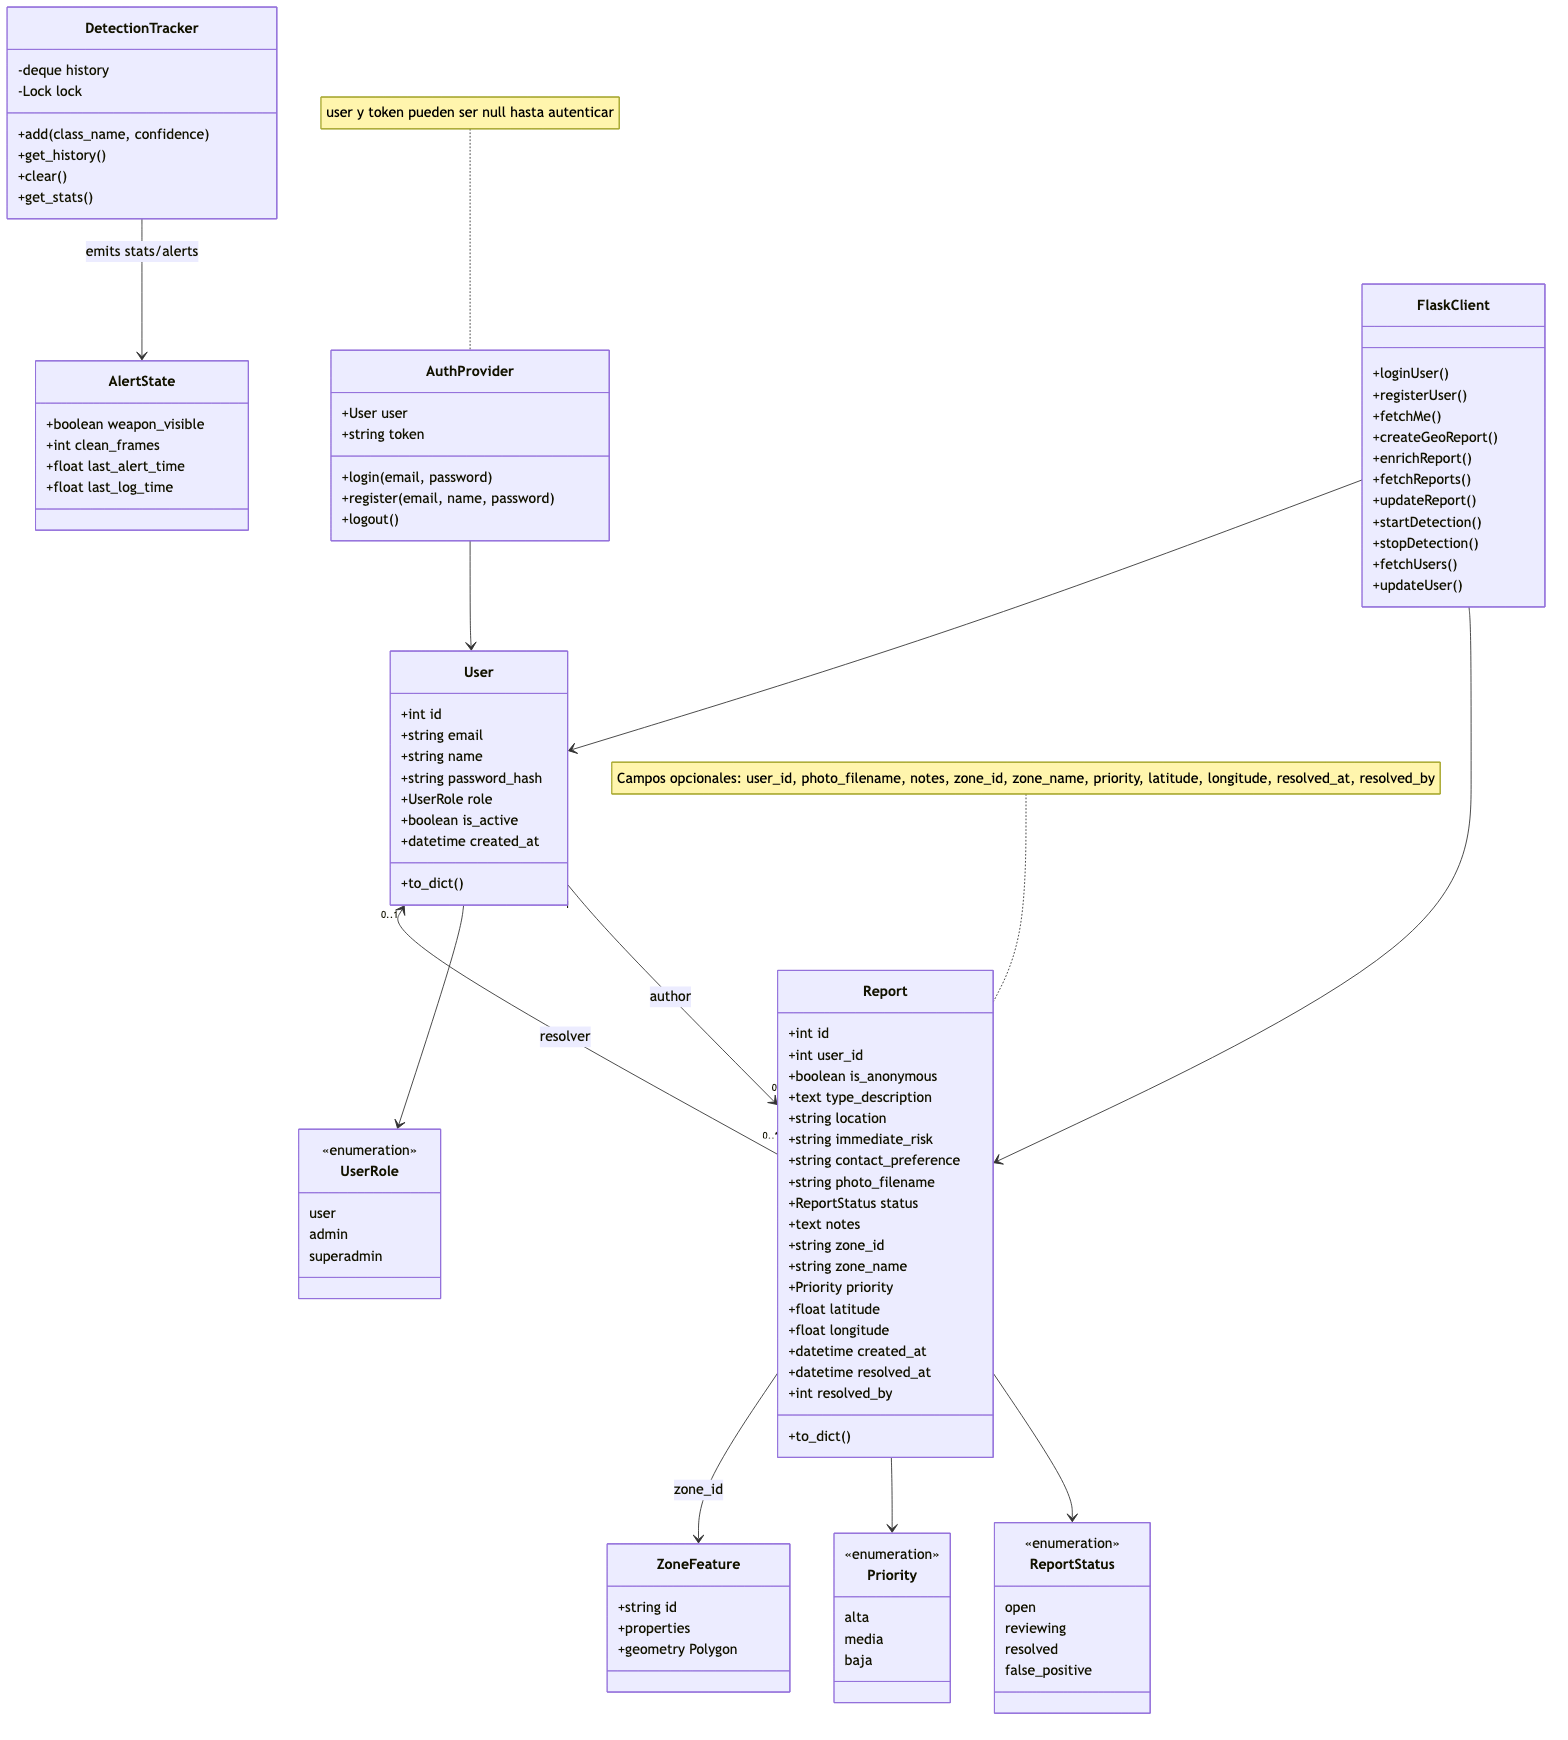 DetectionTracker
-deque history
-Lock lock
+add(class_name, confidence)
+get_history()
+clear()
+get_stats()
user y token pueden ser null hasta autenticar
emits stats/alerts
FlaskClient
+loginUser()
+registerUser()
+fetchMe()
+createGeoReport()
+enrichReport()
+fetchReports()
+updateReport()
+startDetection()
+stopDetection()
+fetchUsers()
+updateUser()
AlertState
+boolean weapon_visible
+int clean_frames
+float last_alert_time
+float last_log_time
AuthProvider
+User user
+string token
+login(email, password)
+register(email, name, password)
+logout()
User
+int id
+string email
+string name
+string password_hash
+UserRole role
+boolean is_active
+datetime created_at
+to_dict()
Campos opcionales: user_id, photo_filename, notes, zone_id, zone_name, priority, latitude, longitude, resolved_at, resolved_by
0..1
author
resolver
0..*
Report
+int id
+int user_id
+boolean is_anonymous
+text type_description
+string location
+string immediate_risk
+string contact_preference
+string photo_filename
+ReportStatus status
+text notes
+string zone_id
+string zone_name
+Priority priority
+float latitude
+float longitude
+datetime created_at
+datetime resolved_at
+int resolved_by
+to_dict()
«enumeration»
UserRole
user
admin
superadmin
zone_id
ZoneFeature
+string id
+properties
+geometry Polygon
«enumeration»
Priority
alta
media
baja
«enumeration»
ReportStatus
open
reviewing
resolved
false_positive